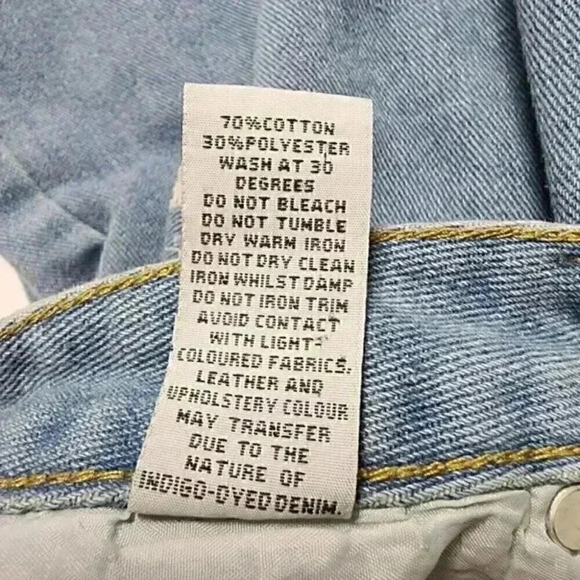 70%COTTON
30%POLYESTER
WASH AT 30
DEGREES
DO NOT BLEACH
DO NOT TUMBLE
DRY WARM IRON
DO NOT DRY CLEAN
IRON WHILST DAMP
DO NOT IRON TRIM
AVOID CONTACT
WITH LIGHT-
COLOURED FABRICS.
LEATHER AND
UPHOLSTERY COLOUR
MAY TRANSFER
DUE TO THE
NATURE OF
INDIGO-DYED DENIM.